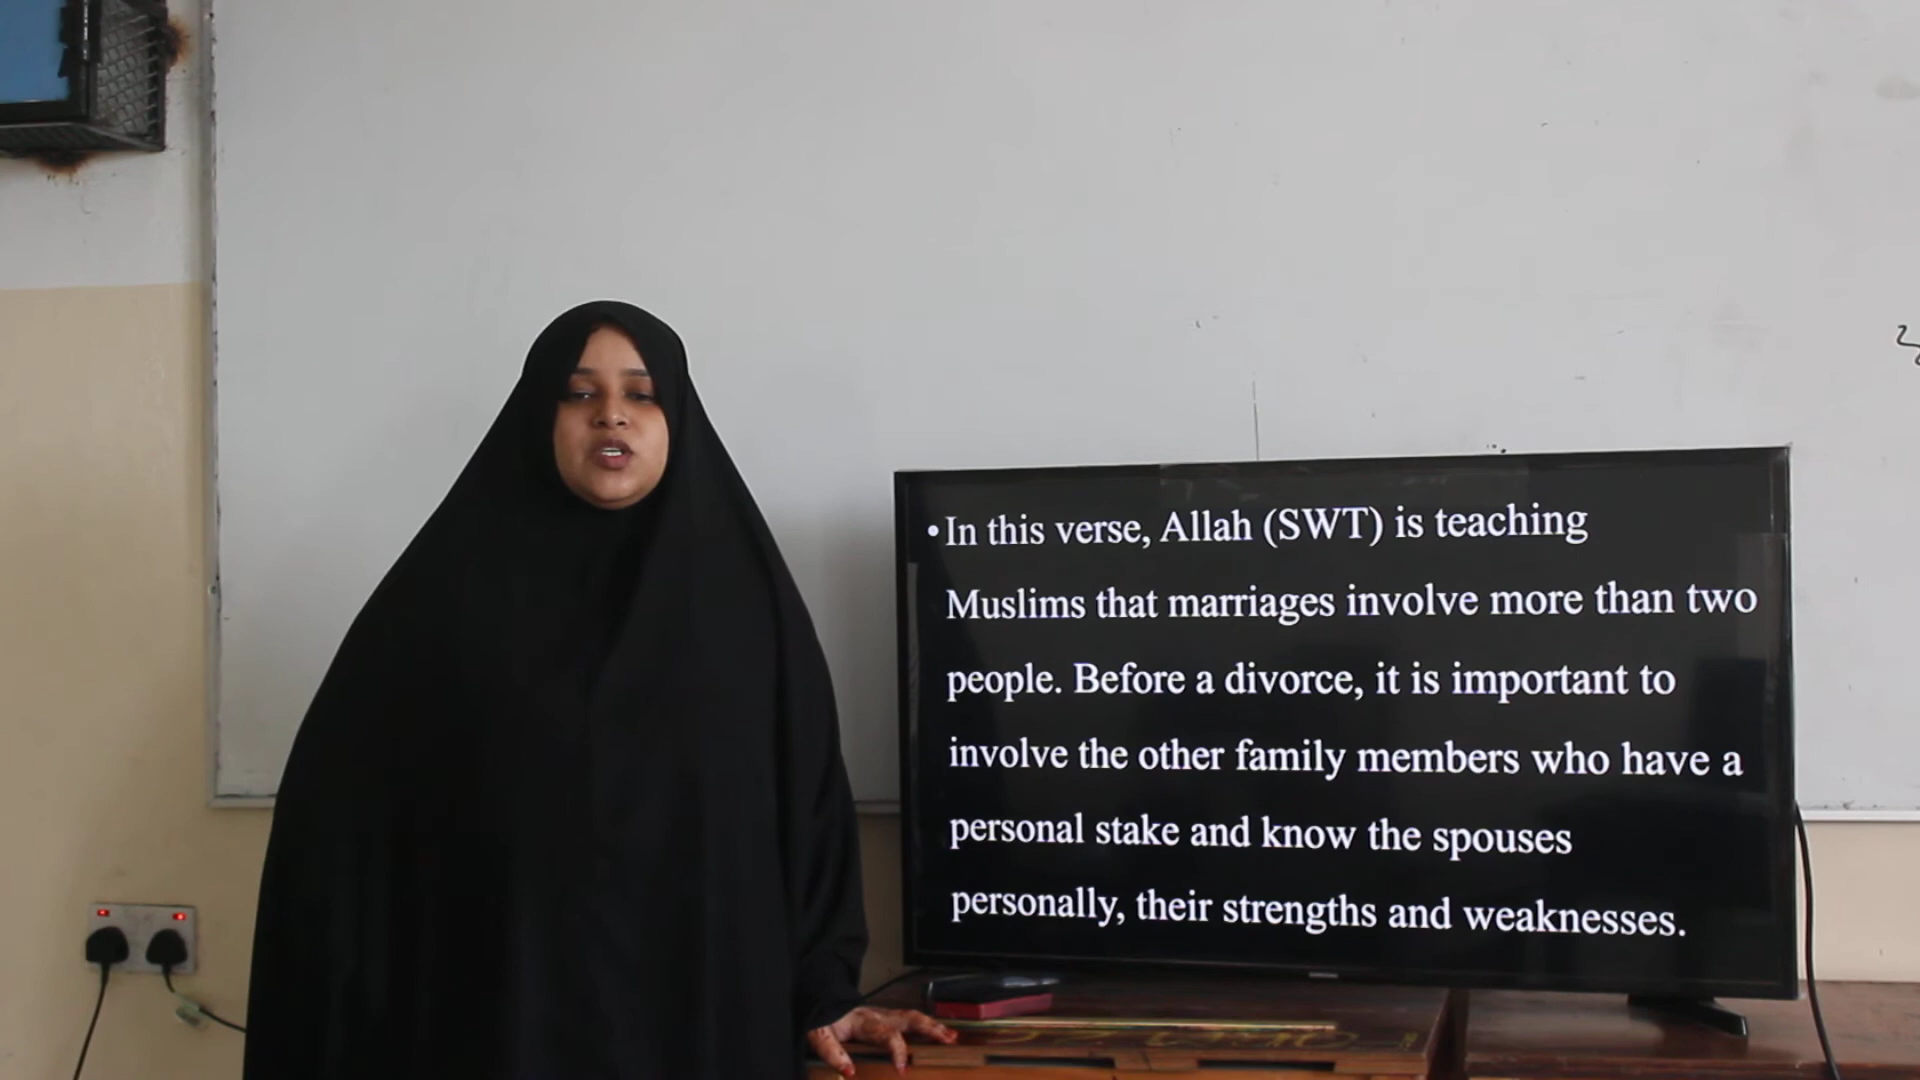 •In this verse, Allah (SWT) is teaching
Muslims that marriages involve more than two
people. Before a divorce, it is important to
involve the other family members who have a
personal stake and know the spouses
personally, their strengths and weaknesses.